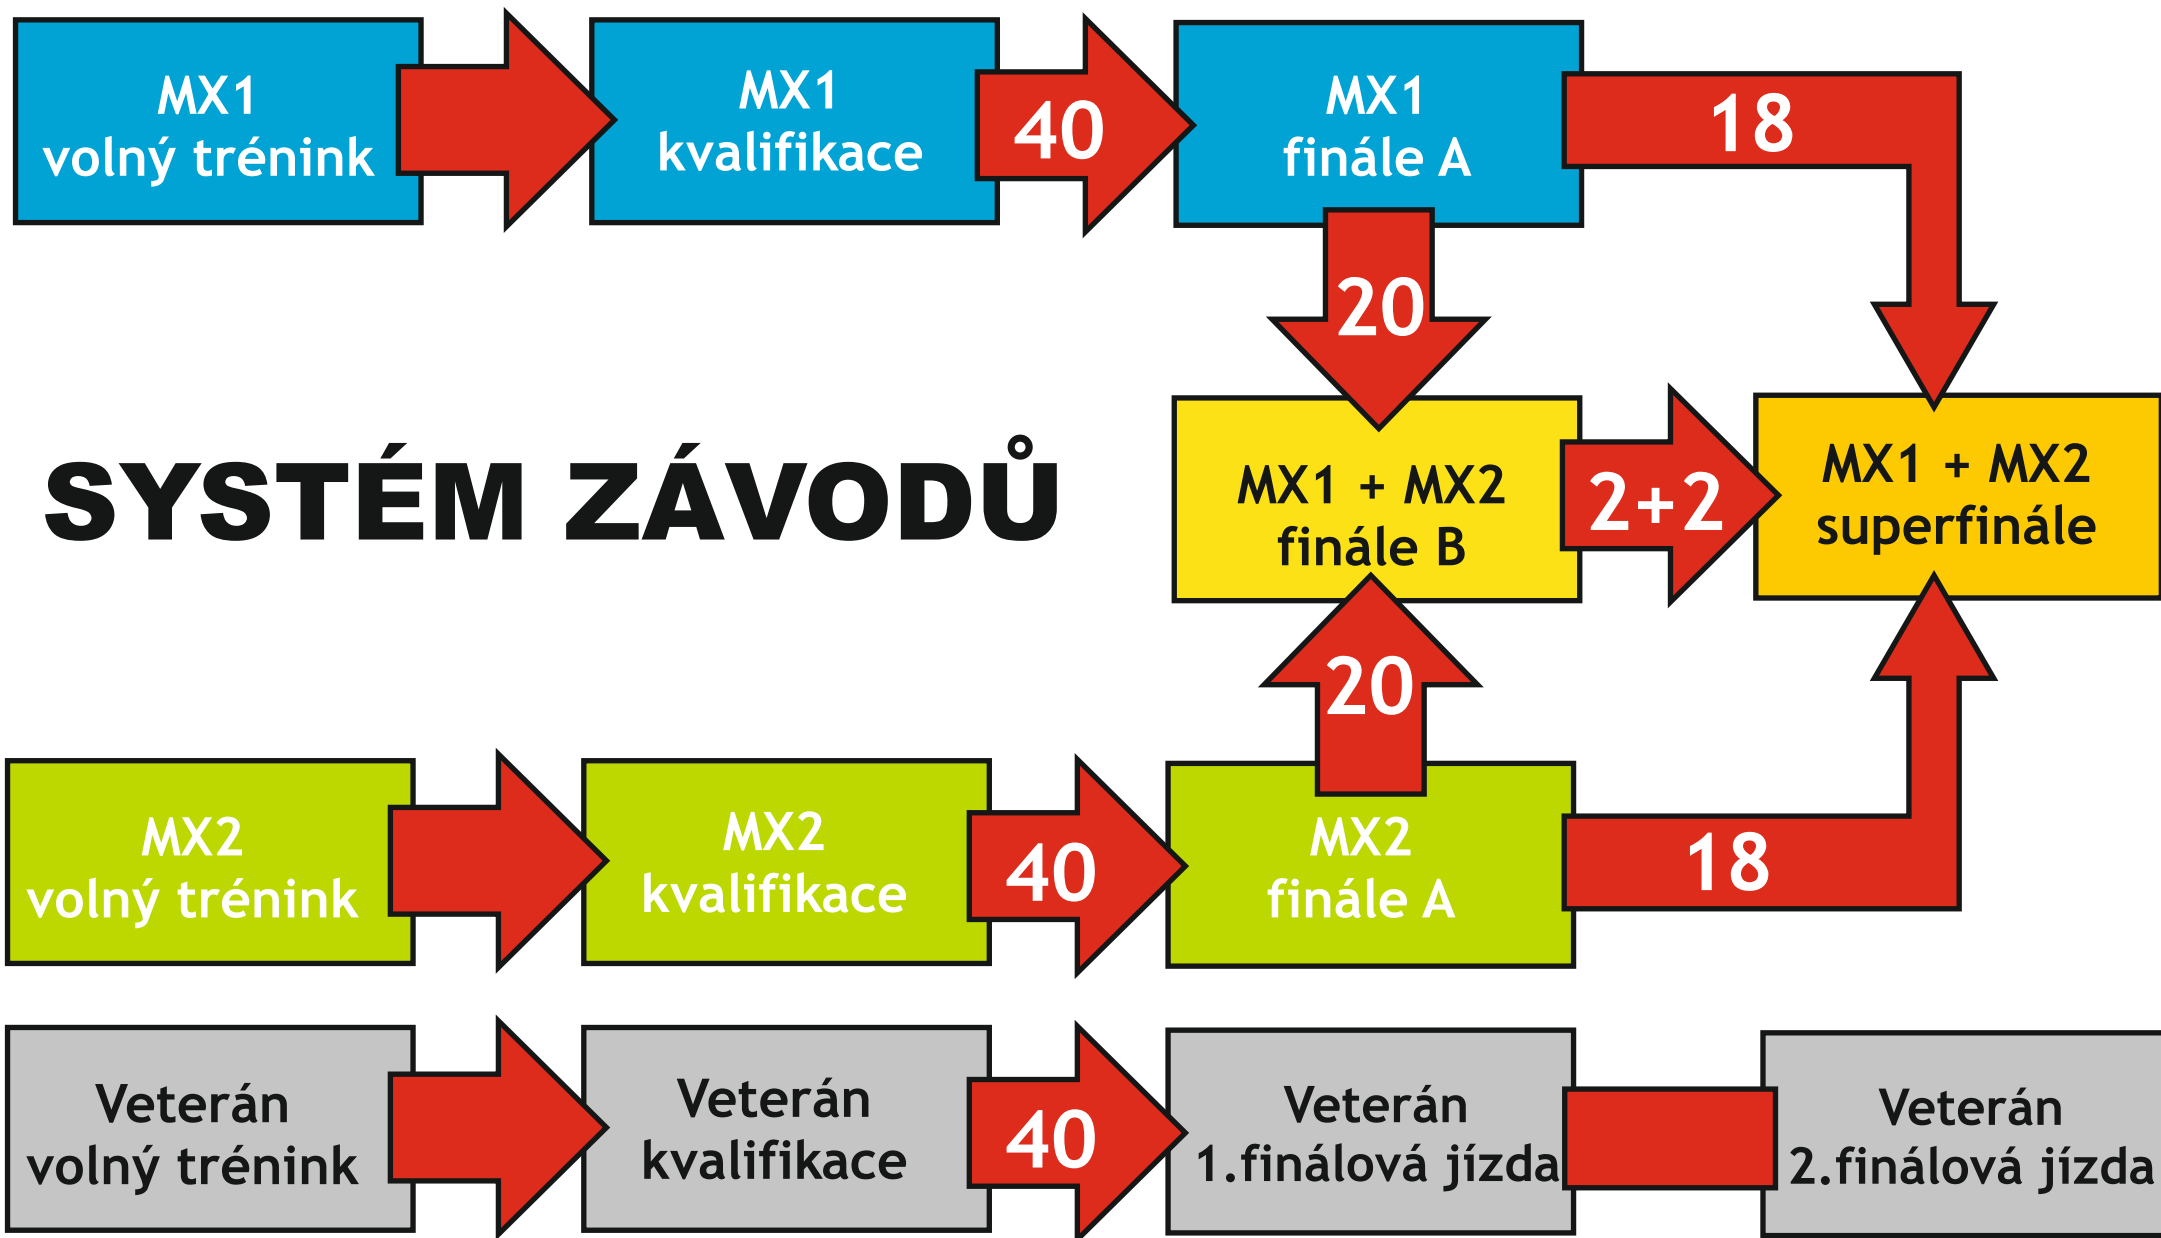 MX1
volný trénink
MX1
kvalifikace
40
MX1
finále A
18
20
SYSTÉM ZÁVODŮ
MX1 + MX2
finále B
2+2
MX1 + MX2
superfinále
20
MX2
volný trénink
MX2
kvalifikace
40
MX2
finále A
18
Veterán
volný trénink
Veterán
kvalifikace
40
Veterán
1.finálová jízda
Veterán
2.finálová jízda